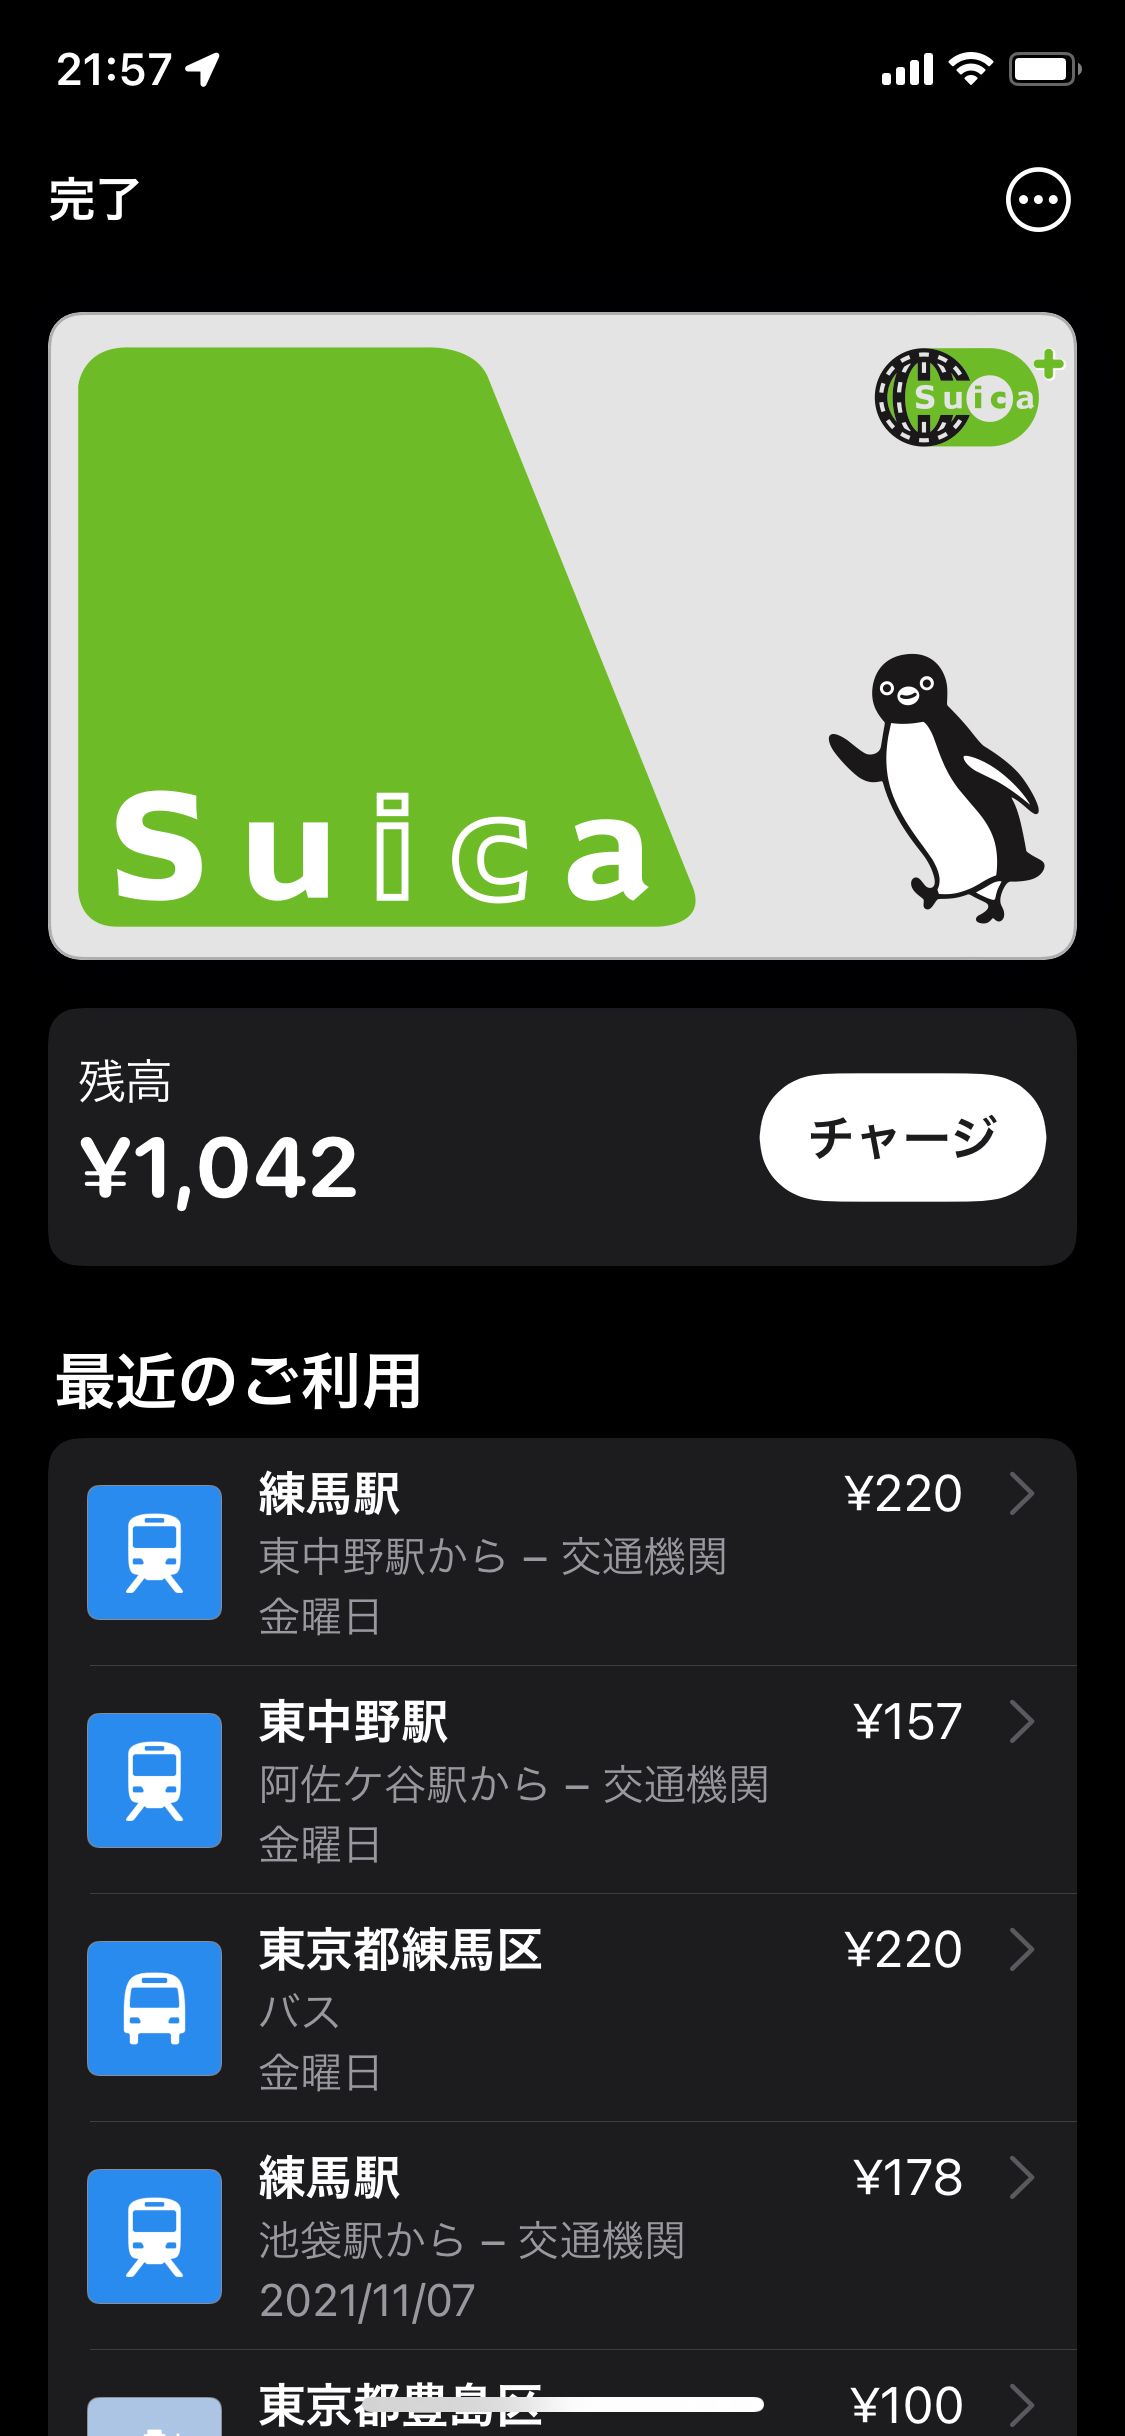 21:57
完了
Suica
Suica
残高
¥1,042
チャージ
最近のご利用
練馬駅 ¥220
東中野駅から – 交通機関
金曜日
東中野駅 ¥157
阿佐ケ谷駅から – 交通機関
金曜日
東京都練馬区 ¥220
バス
金曜日
練馬駅 ¥178
池袋駅から – 交通機関
2021/11/07
東京都豊島区 ¥100